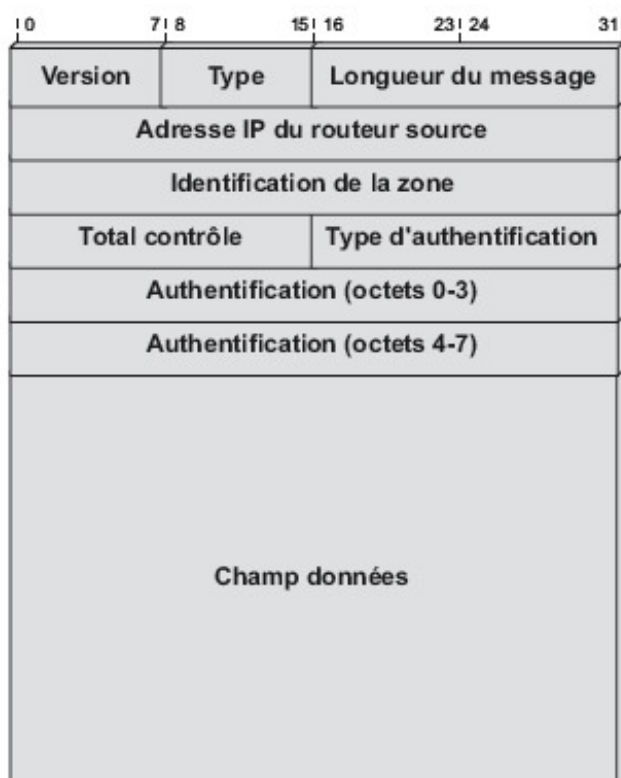 0 7 8 15 16 23 24 31
Version Type Longueur du message
Adresse IP du routeur source
Identification de la zone
Total contrôle Type d'authentification
Authentification (octets 0-3)
Authentification (octets 4-7)
Champ données